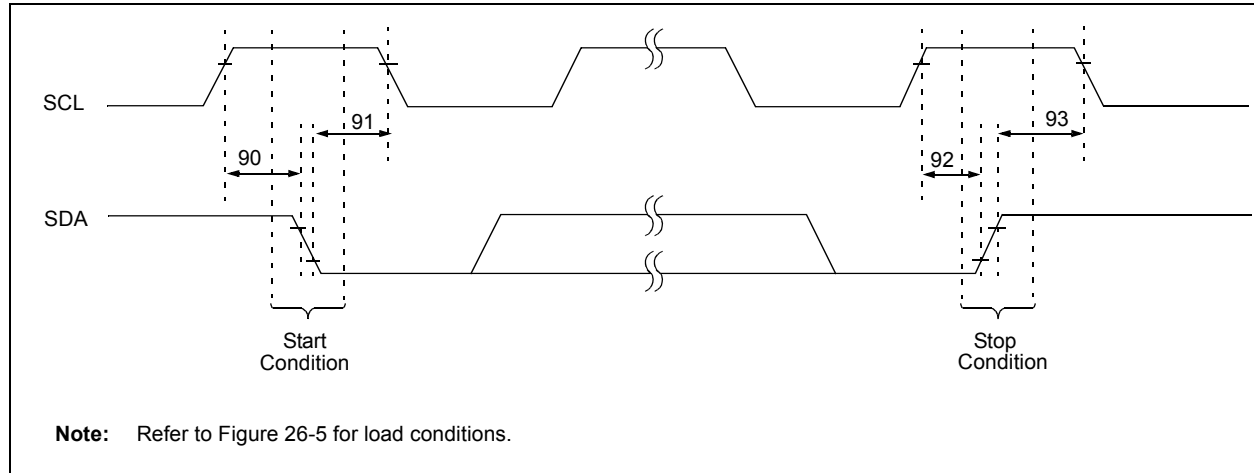 SCL
91
93
90
92
SDA
Start
Condition
Stop
Condition
Note: Refer to Figure 26-5 for load conditions.